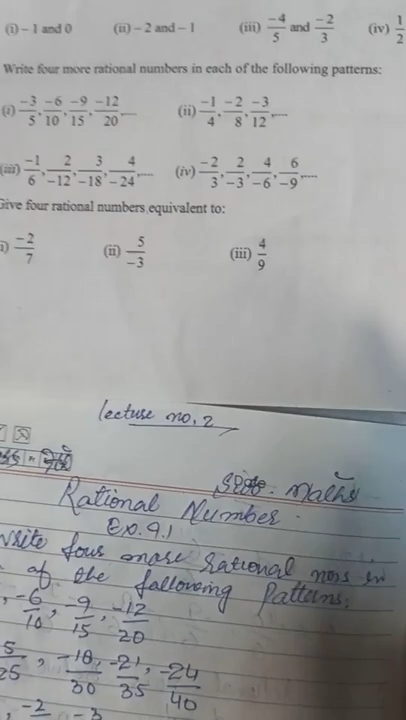 (i) – 1 and 0 (ii) – 2 and – 1 (iii) -4/5 and -2/3 (iv) 1/2
Write four more rational numbers in each of the following patterns:
(i) -3/5, -6/10, -9/15, -12/20,.... (ii) -1/4, -2/8, -3/12,....
(iii) -1/6, 2/-12, 3/-18, 4/-24,.... (iv) -2/3, 2/-3, 4/-6, 6/-9,....
Give four rational numbers equivalent to:
i) -2/7 (ii) 5/-3 (iii) 4/9
lecture no. 2
Maths
Rational Number
Ex. 9.1
write four more rational nors in
of the following Patterns:
, -6/10, -9/15, -12/20
5/25, -18/30, -21/35, -24/40
, -2 -3